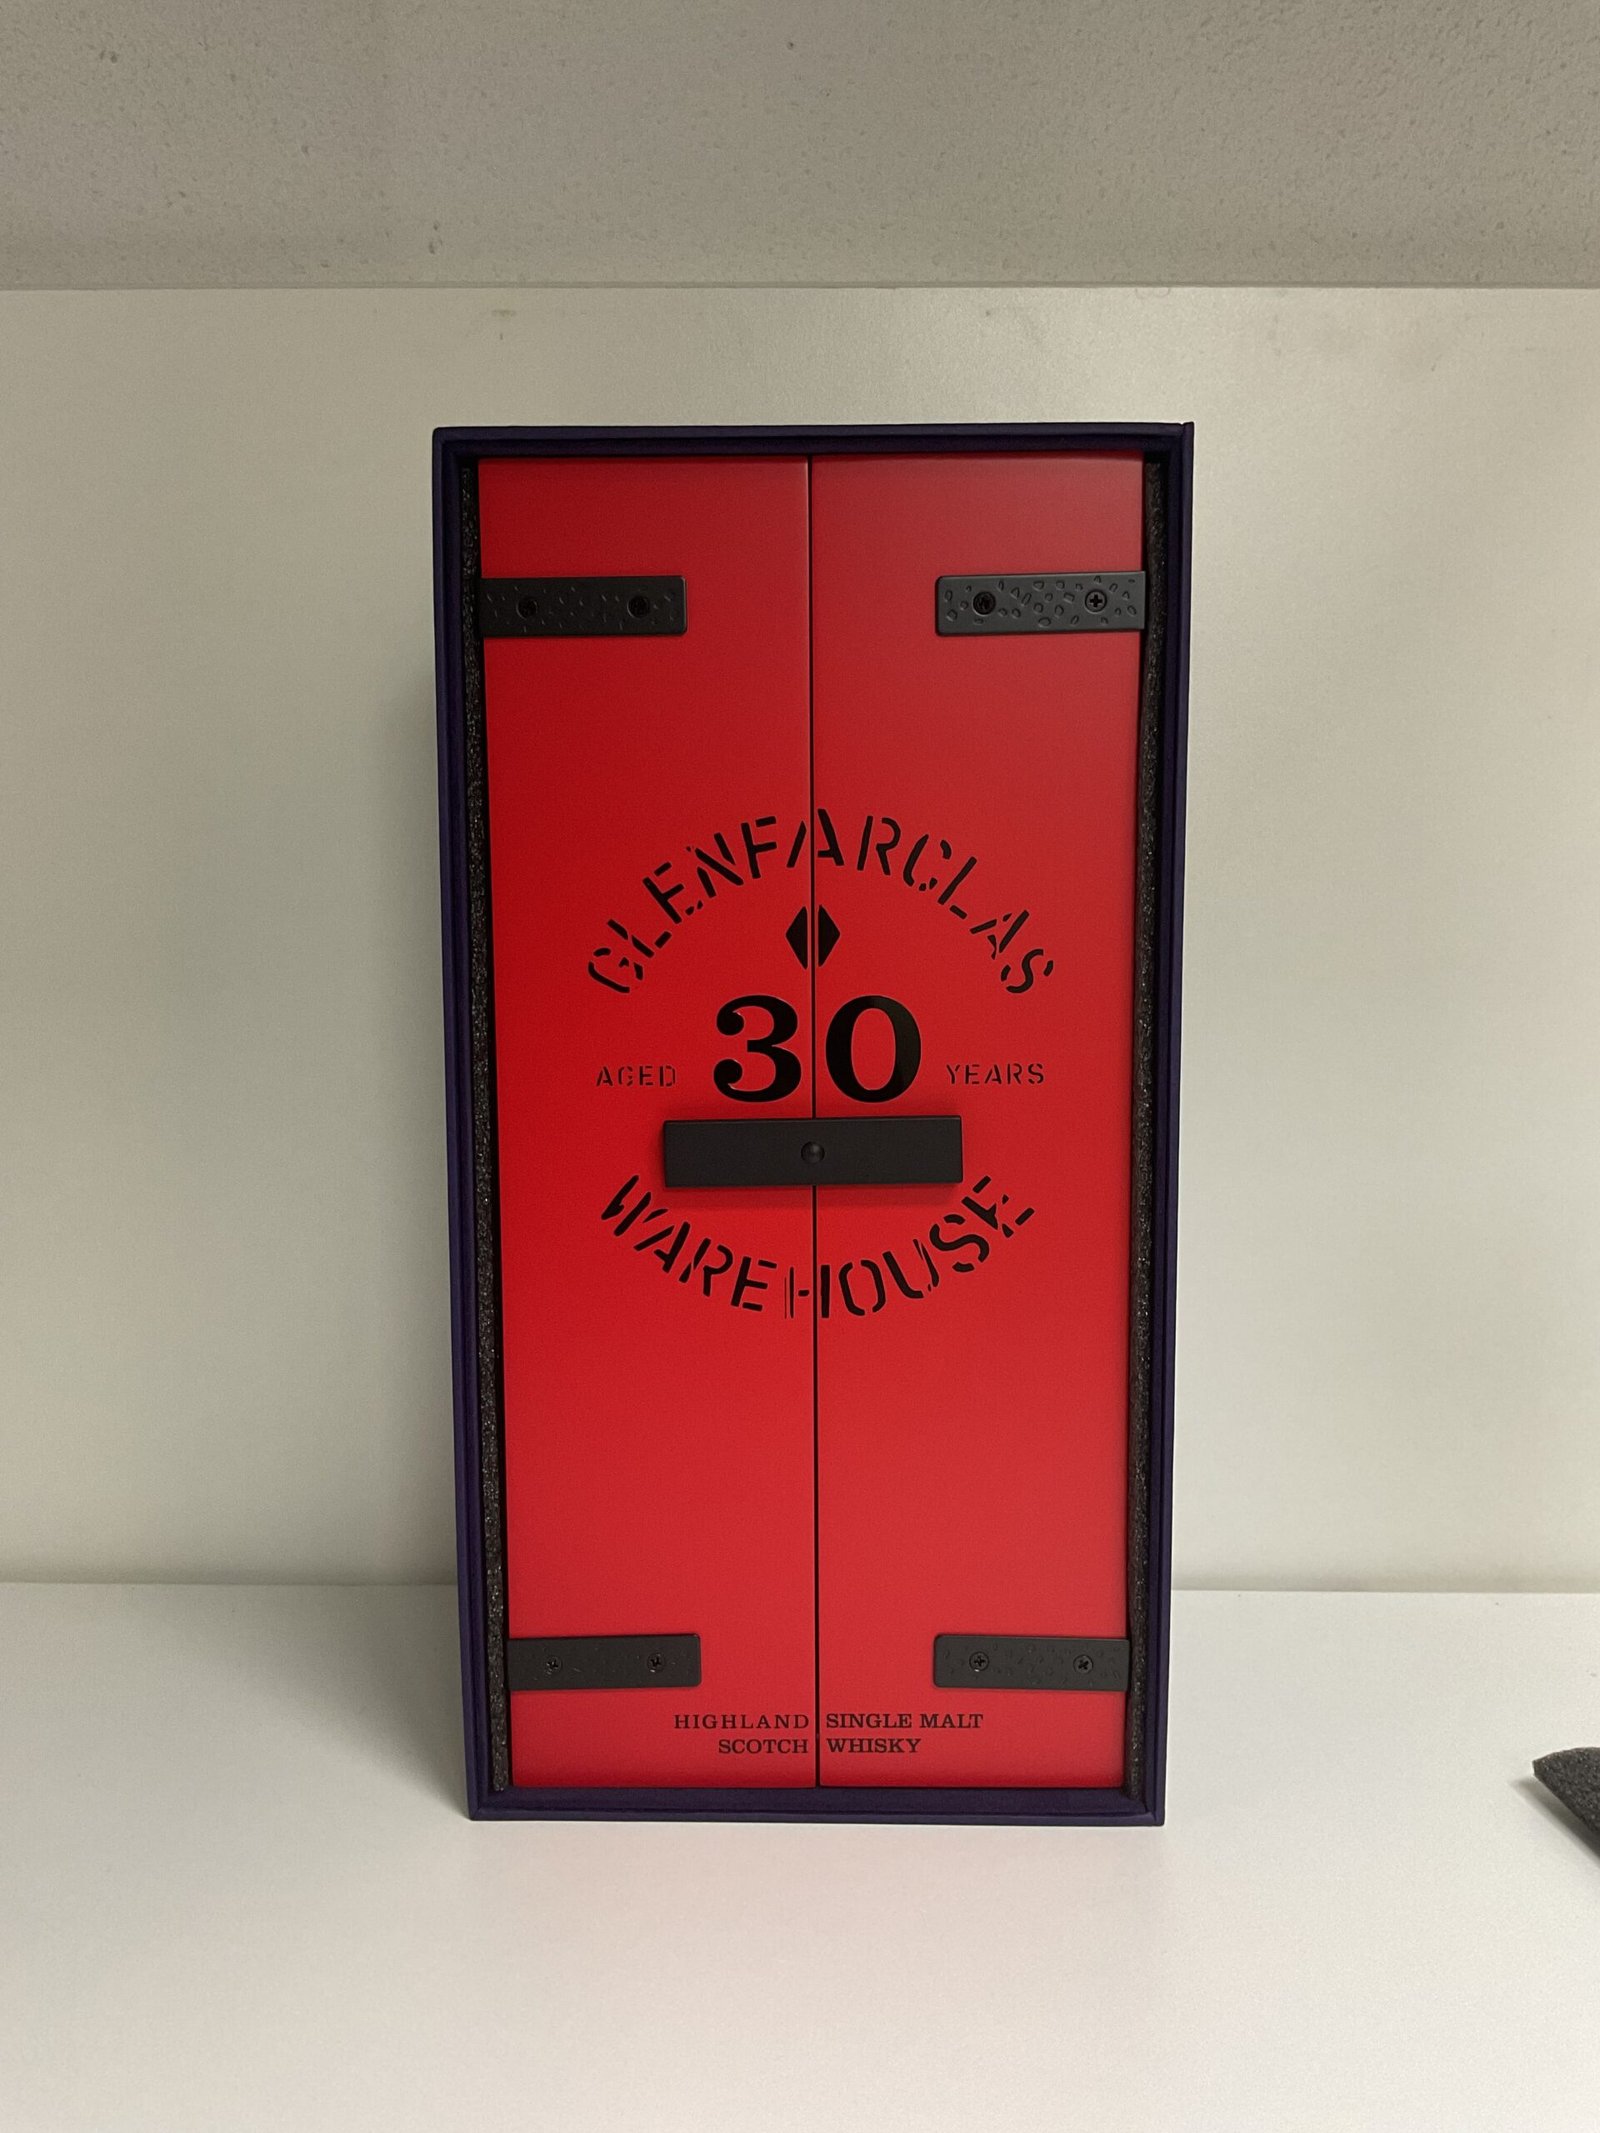 GLENFARCLAS
AGED 30 YEARS
WAREHOUSE
HIGHLAND SINGLE MALT
SCOTCH WHISKY